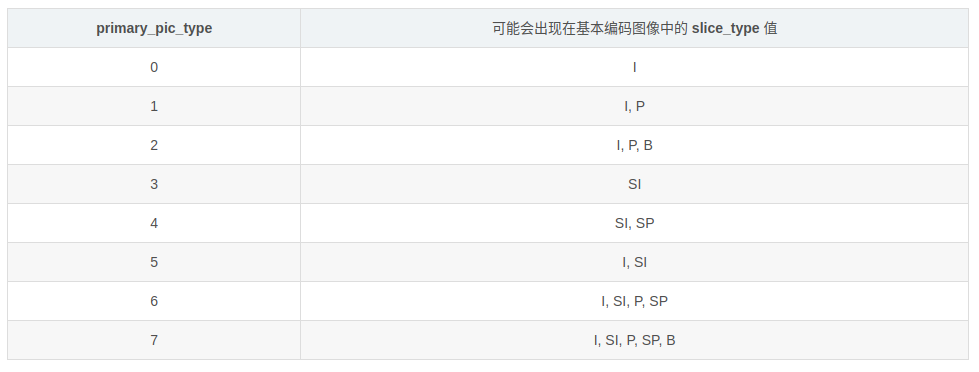 primary_pic_type 可能会出现在基本编码图像中的 slice_type 值
0 I
1 I, P
2 I, P, B
3 SI
4 SI, SP
5 I, SI
6 I, SI, P, SP
7 I, SI, P, SP, B